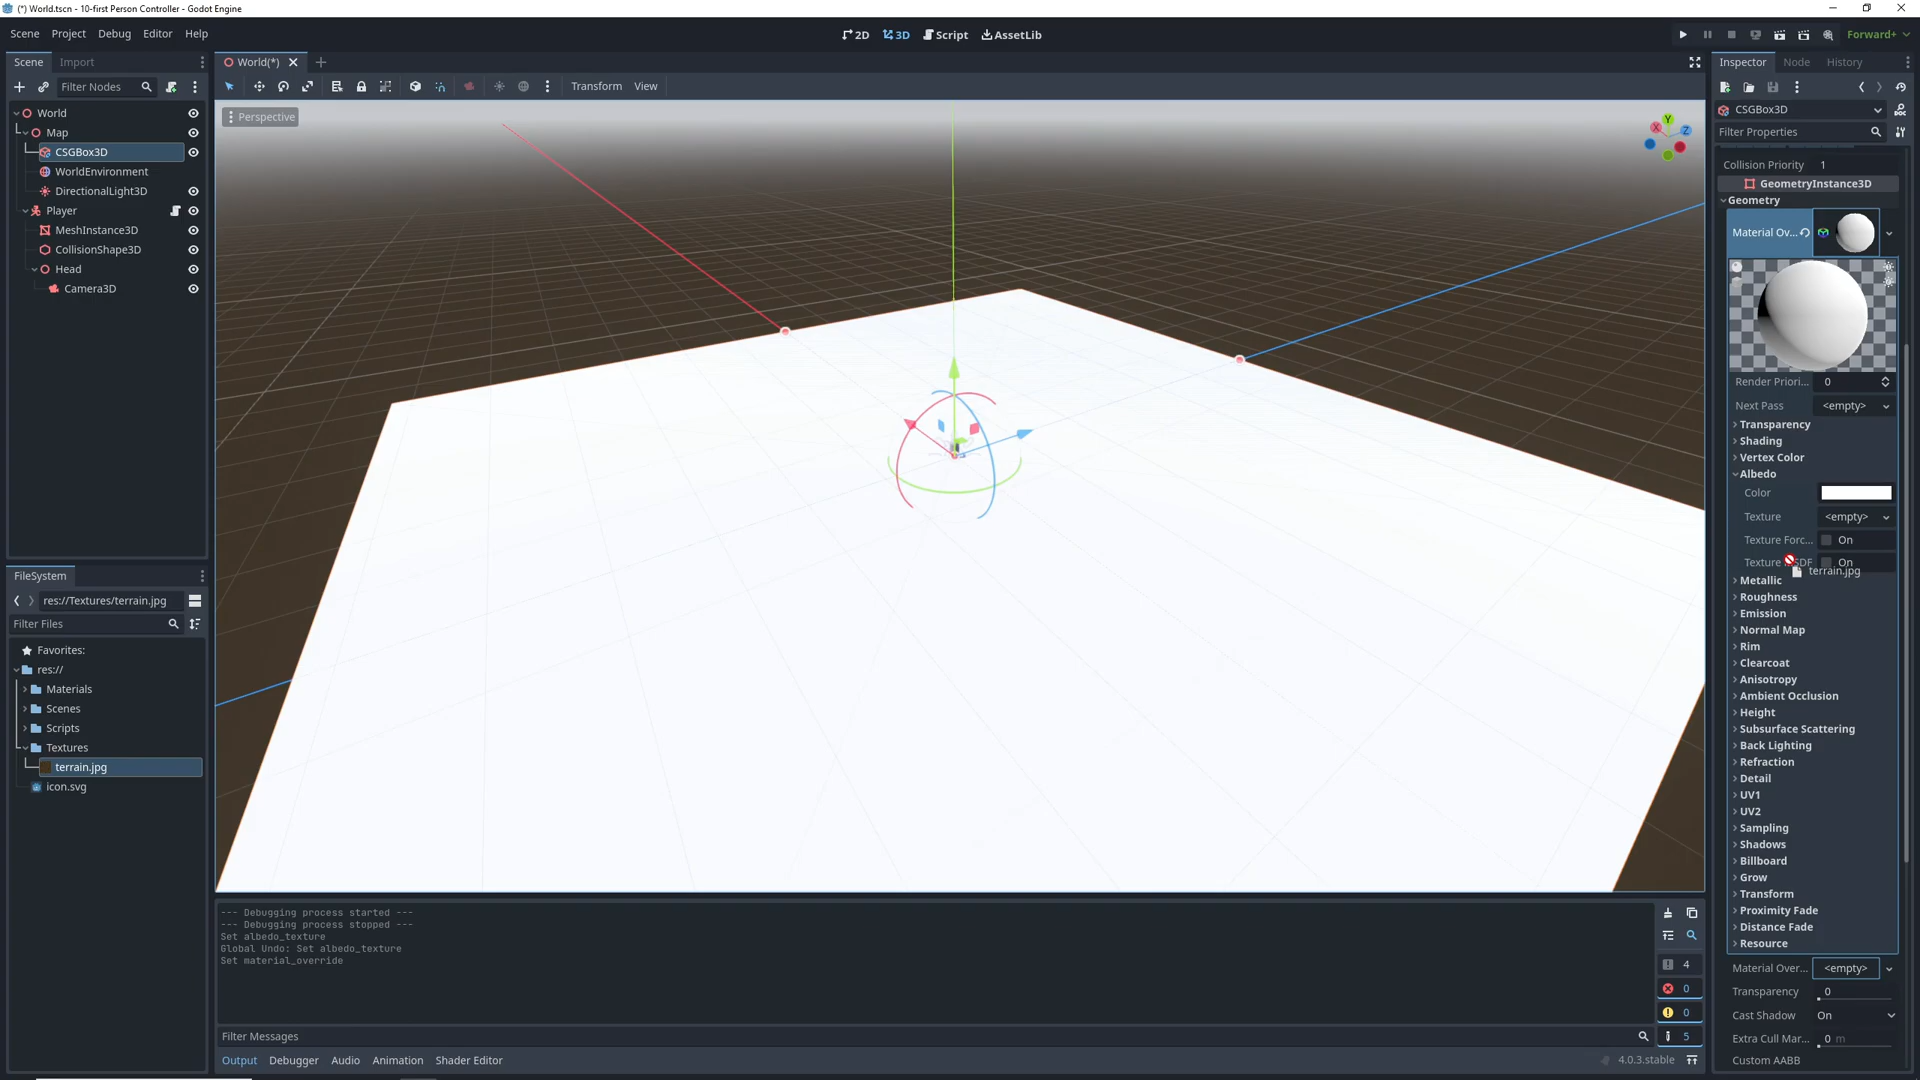 (*) World.tscn - 10-first Person Controller - Godot Engine
Scene Project Debug Editor Help
2D 3D Script AssetLib
Forward+
Scene Import
World(*)
Inspector Node History
Filter Nodes
Transform View
CSGBox3D
Filter Properties
World
Map
CSGBox3D
WorldEnvironment
DirectionalLight3D
Player
MeshInstance3D
CollisionShape3D
Head
Camera3D
Perspective
Y
X
Z
Collision Priority 1
GeometryInstance3D
Geometry
Material Ov...
Render Priori... 0
Next Pass <empty>
Transparency
Shading
Vertex Color
Albedo
Color
Texture <empty>
Texture Forc... On
Texture SDF On
terrain.jpg
Metallic
Roughness
Emission
Normal Map
Rim
Clearcoat
Anisotropy
Ambient Occlusion
Height
Subsurface Scattering
Back Lighting
Refraction
Detail
UV1
UV2
Sampling
Shadows
Billboard
Grow
Transform
Proximity Fade
Distance Fade
Resource
Material Over... <empty>
Transparency 0
Cast Shadow On
Extra Cull Mar... 0 m
Custom AABB
FileSystem
res://Textures/terrain.jpg
Filter Files
Favorites:
res://
Materials
Scenes
Scripts
Textures
terrain.jpg
icon.svg
--- Debugging process started ---
--- Debugging process stopped ---
Set albedo_texture
Global Undo: Set albedo_texture
Set material_override
4
0
0
5
Filter Messages
Output Debugger Audio Animation Shader Editor
4.0.3.stable